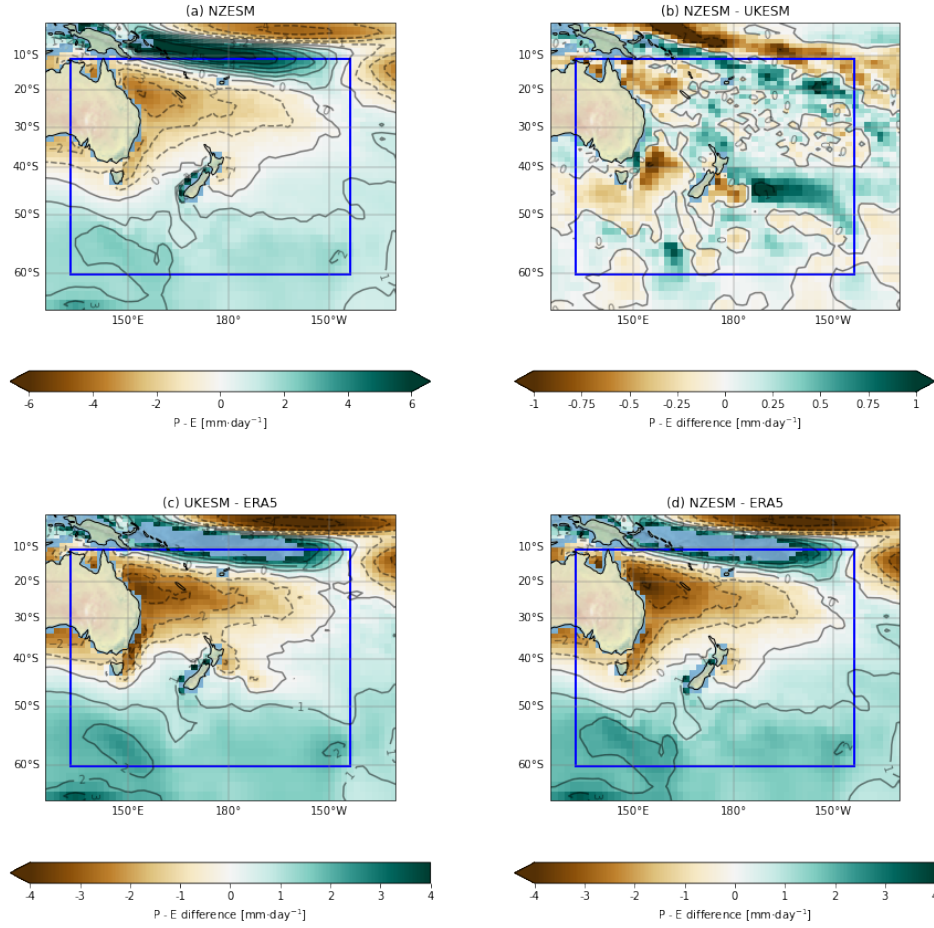 (a) NZESM
(b) NZESM - UKESM
10°S
20°S
30°S
40°S
50°S
60°S
150°E 180° 150°W
10°S
20°S
30°S
40°S
50°S
60°S
150°E 180° 150°W
-6 -4 -2 0 2 4 6
P - E [mm·day⁻¹]
-1 -0.75 -0.5 -0.25 0 0.25 0.5 0.75 1
P - E difference [mm·day⁻¹]
(c) UKESM - ERA5
(d) NZESM - ERA5
10°S
20°S
30°S
40°S
50°S
60°S
150°E 180° 150°W
10°S
20°S
30°S
40°S
50°S
60°S
150°E 180° 150°W
-4 -3 -2 -1 0 1 2 3 4
P - E difference [mm·day⁻¹]
-4 -3 -2 -1 0 1 2 3 4
P - E difference [mm·day⁻¹]